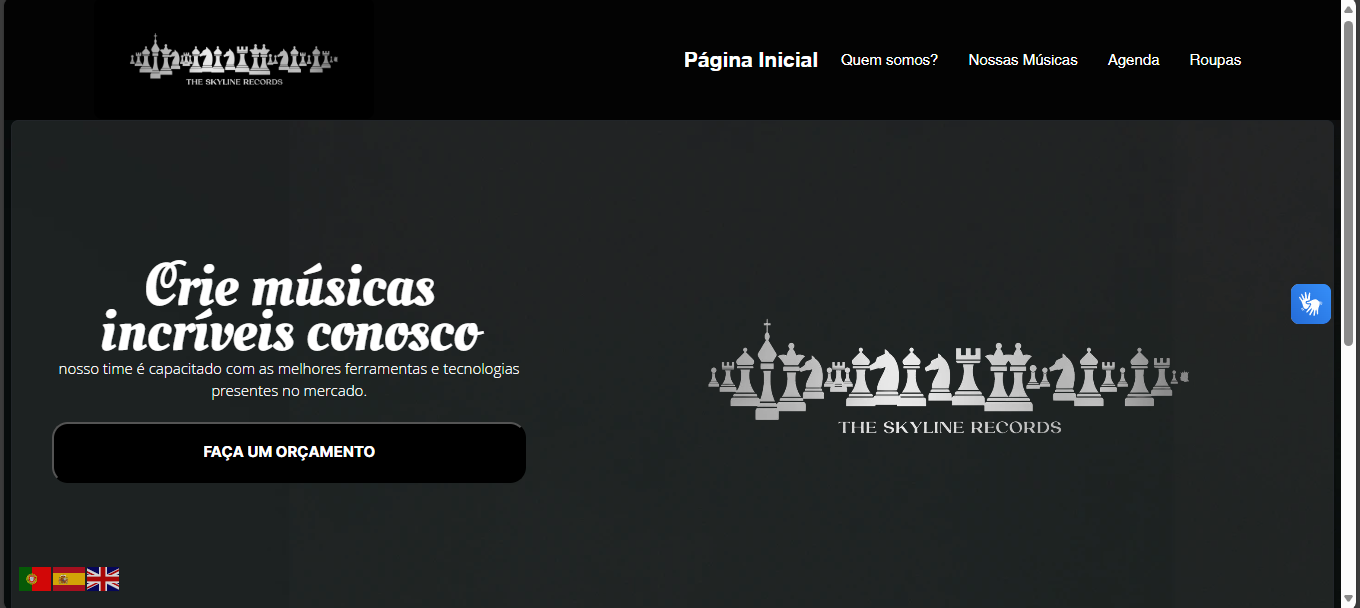 THE SKYLINE RECORDS
Página Inicial Quem somos? Nossas Músicas Agenda Roupas
Crie músicas
incríveis conosco
nosso time é capacitado com as melhores ferramentas e tecnologias
presentes no mercado.
FAÇA UM ORÇAMENTO
THE SKYLINE RECORDS